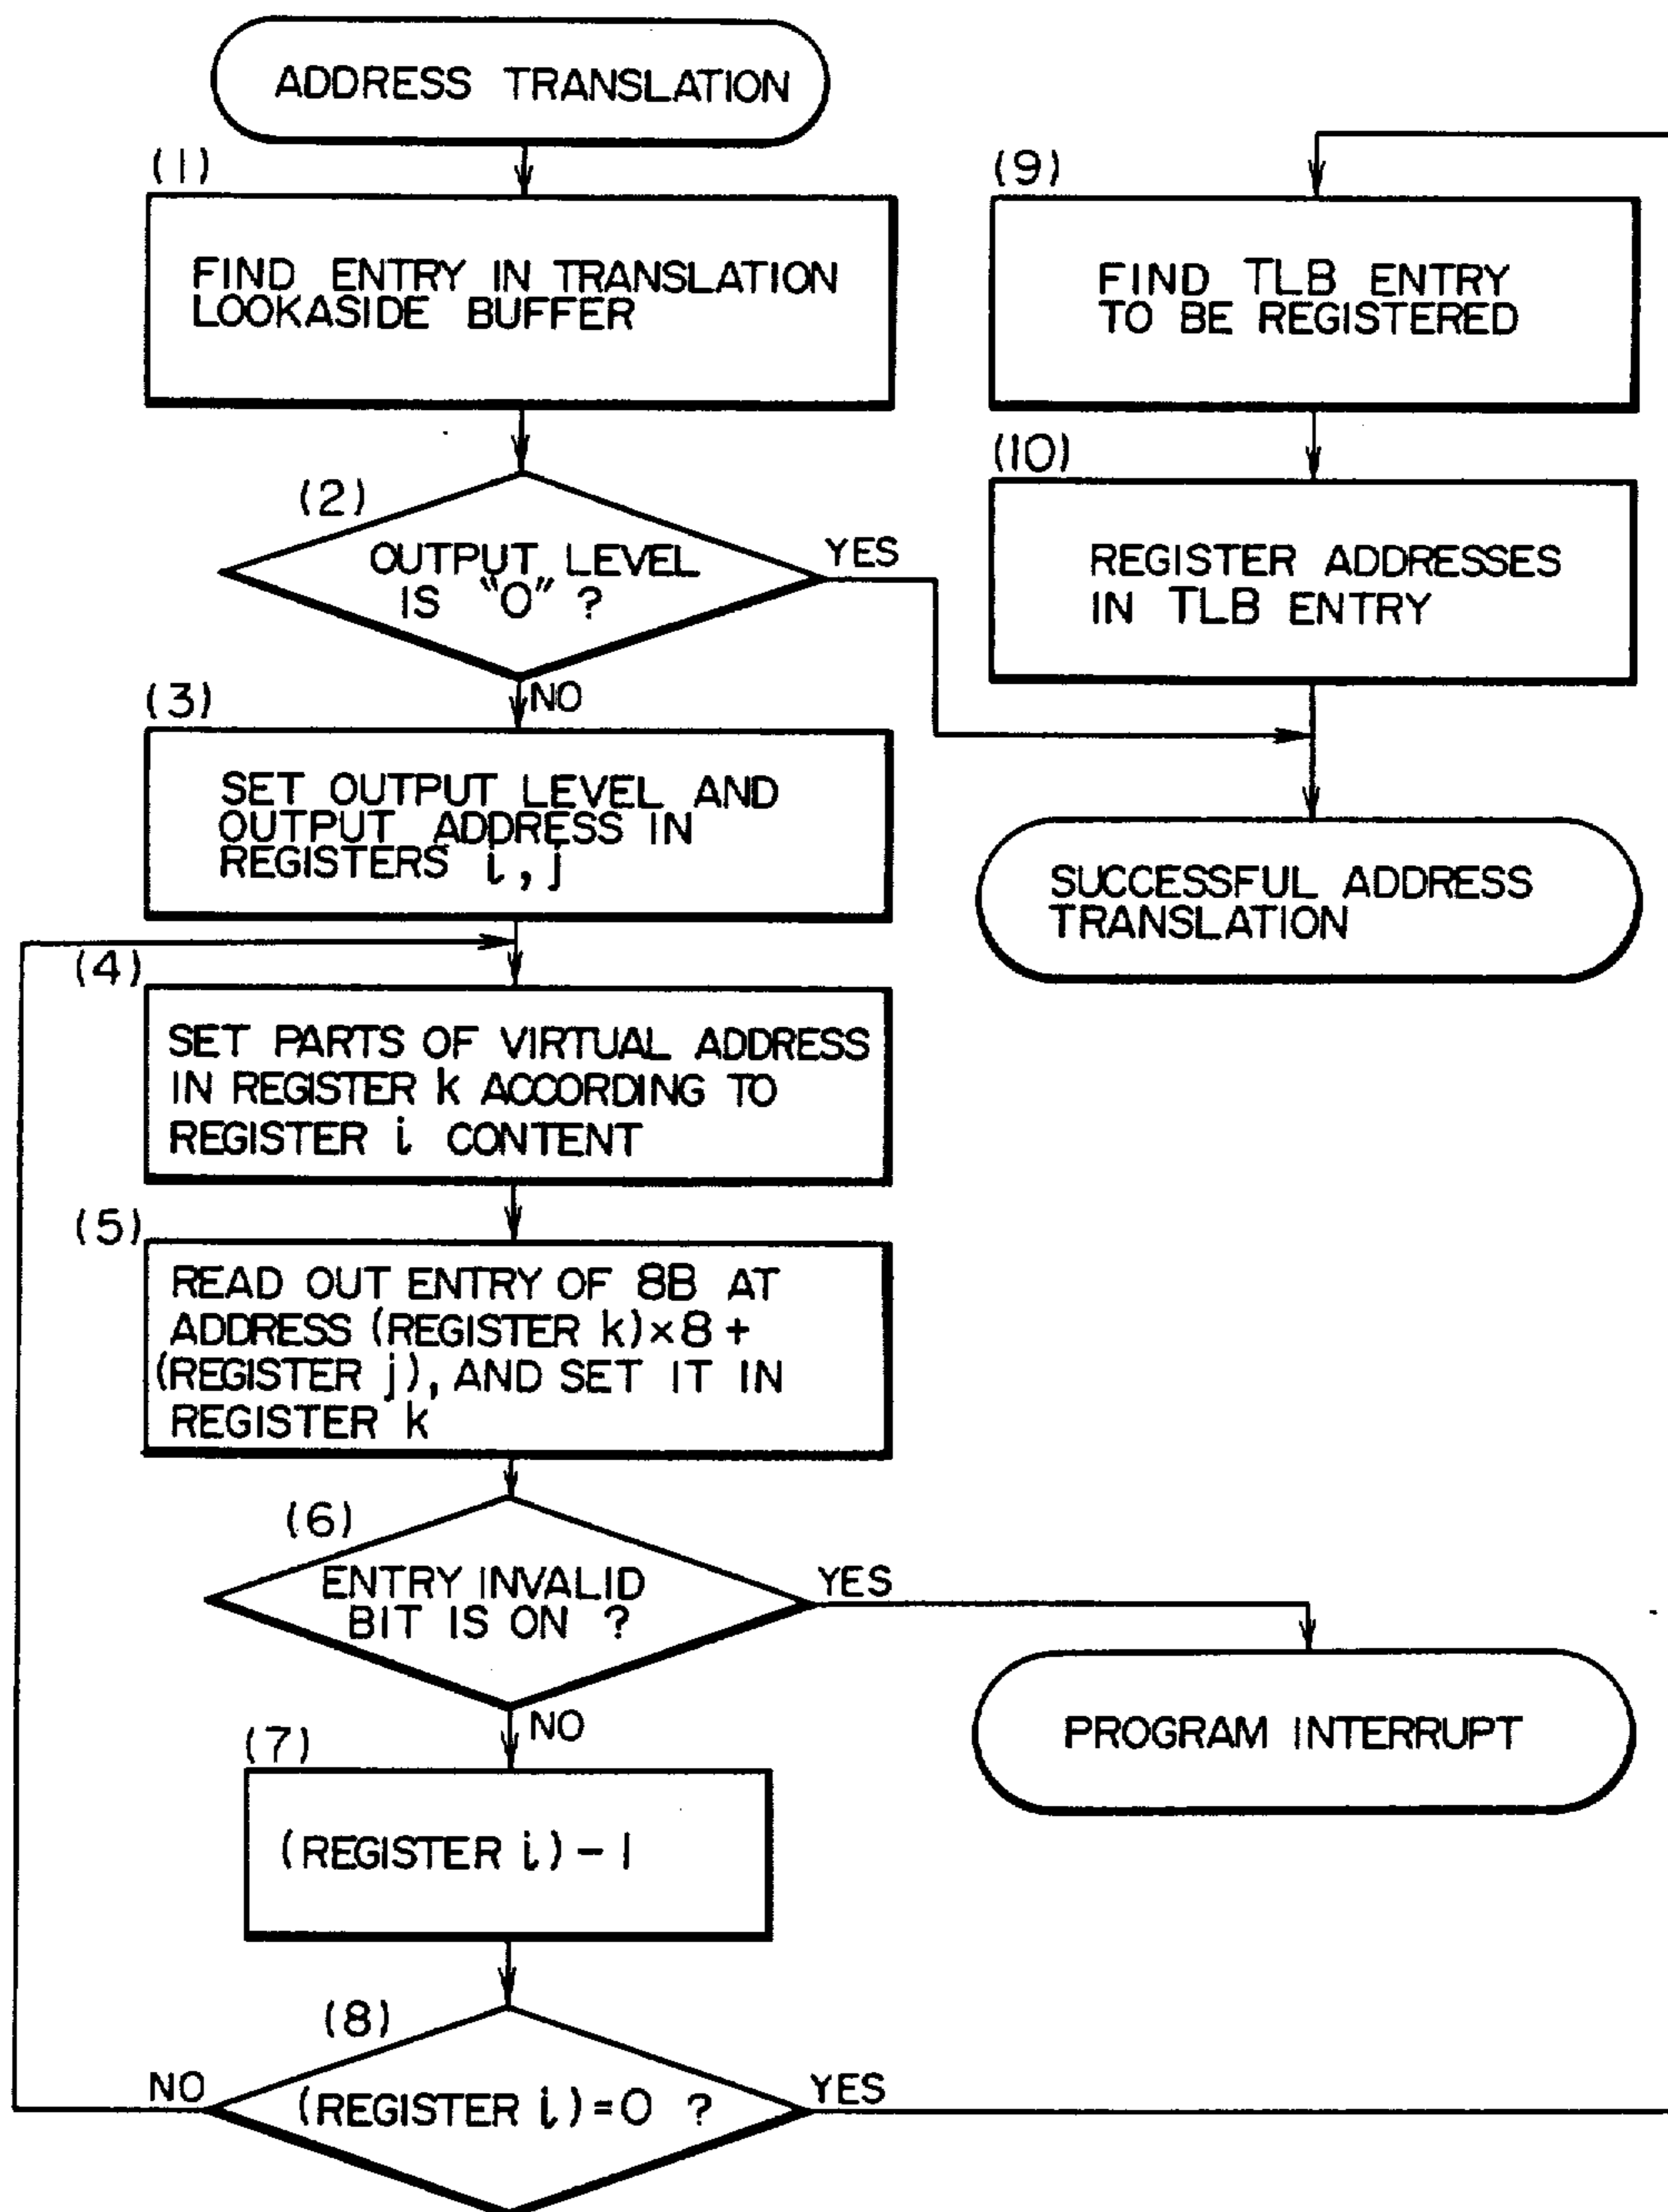 ADDRESS TRANSLATION
(1)
FIND ENTRY IN TRANSLATION
LOOKASIDE BUFFER
(2)
OUTPUT LEVEL
IS "0" ?
YES
NO
(3)
SET OUTPUT LEVEL AND
OUTPUT ADDRESS IN
REGISTERS i, j
(4)
SET PARTS OF VIRTUAL ADDRESS
IN REGISTER k ACCORDING TO
REGISTER i CONTENT
(5)
READ OUT ENTRY OF 8B AT
ADDRESS (REGISTER k)×8+
(REGISTER j), AND SET IT IN
REGISTER k
(6)
ENTRY INVALID
BIT IS ON ?
YES
NO
(7)
(REGISTER i) - 1
(8)
(REGISTER i)=0 ?
NO
YES
(9)
FIND TLB ENTRY
TO BE REGISTERED
(10)
REGISTER ADDRESSES
IN TLB ENTRY
SUCCESSFUL ADDRESS
TRANSLATION
PROGRAM INTERRUPT